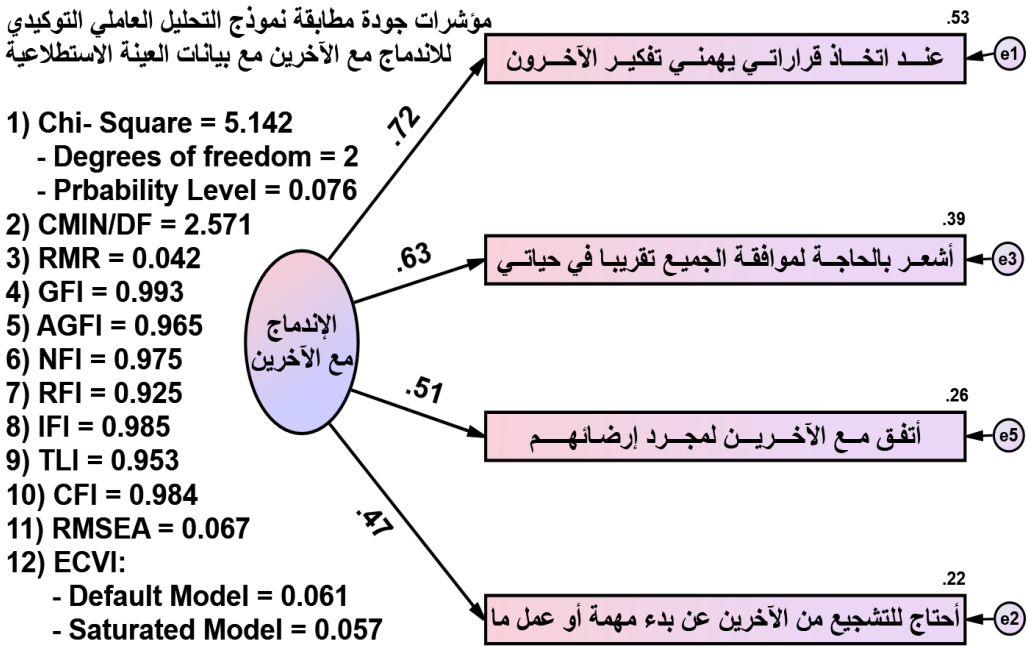 مؤشرات جودة مطابقة نموذج التحليل العاملي التوكيدي
للاندماج مع الآخرين مع بيانات العينة الاستطلاعية
1) Chi- Square = 5.142
- Degrees of freedom = 2
- Prbability Level = 0.076
2) CMIN/DF = 2.571
3) RMR = 0.042
4) GFI = 0.993
5) AGFI = 0.965
6) NFI = 0.975
7) RFI = 0.925
8) IFI = 0.985
9) TLI = 0.953
10) CFI = 0.984
11) RMSEA = 0.067
12) ECVI:
- Default Model = 0.061
- Saturated Model = 0.057
الإندماج
مع الآخرين
.72
.63
.51
.47
.53
عند اتخاذ قراراتي يهمني تفكير الآخرون
e1
.39
أشعر بالحاجة لموافقة الجميع تقريبا في حياتي
e3
.26
أتفق مع الآخرين لمجرد إرضائهم
e5
.22
أحتاج للتشجيع من الآخرين عن بدء مهمة أو عمل ما
e2